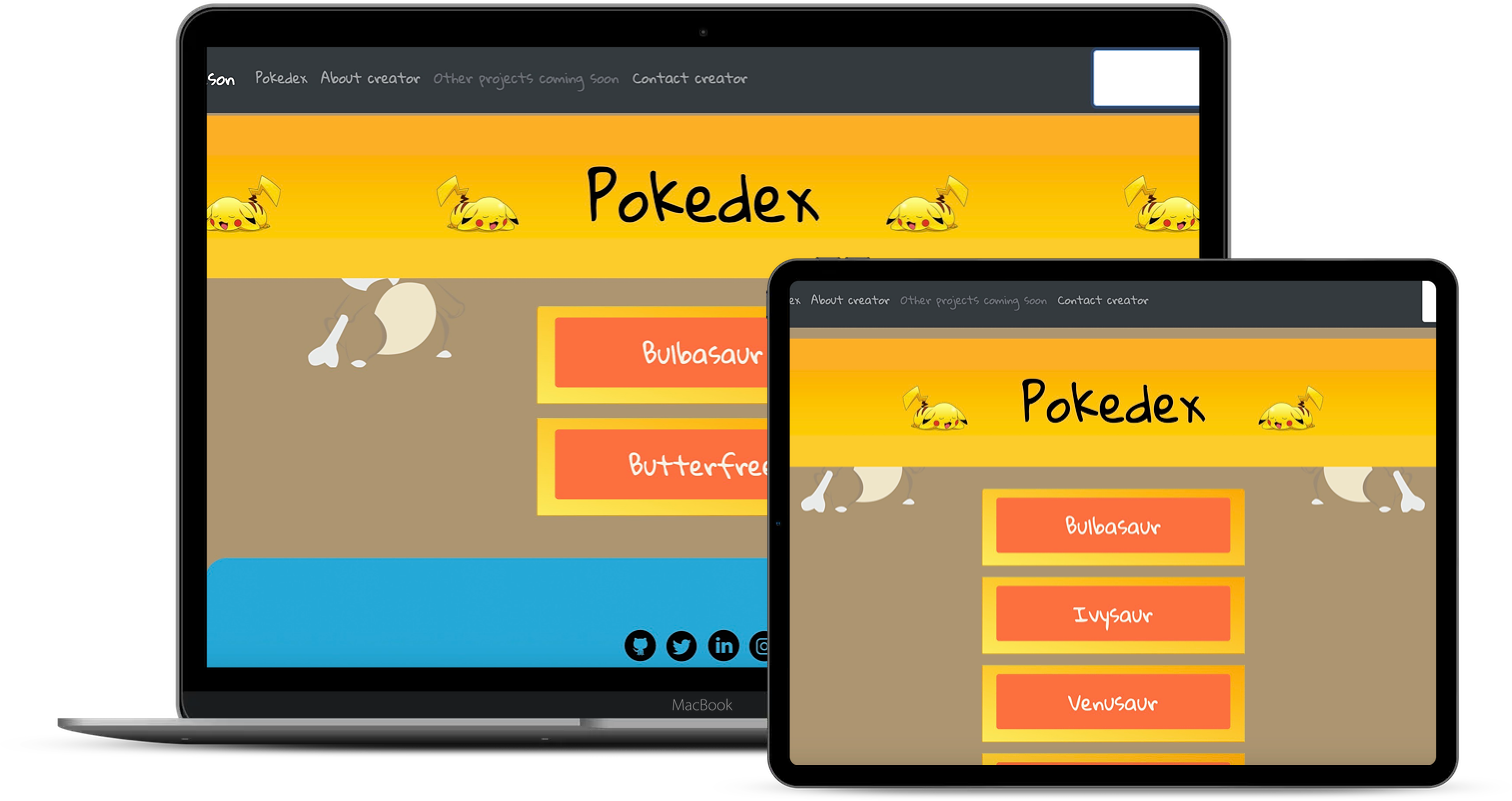 son Pokedex About creator Other projects coming soon Contact creator
Pokedex
Bulbasaur
Butterfree
in
MacBook
ex About creator Other projects coming soon Contact creator
Pokedex
Bulbasaur
Ivysaur
Venusaur